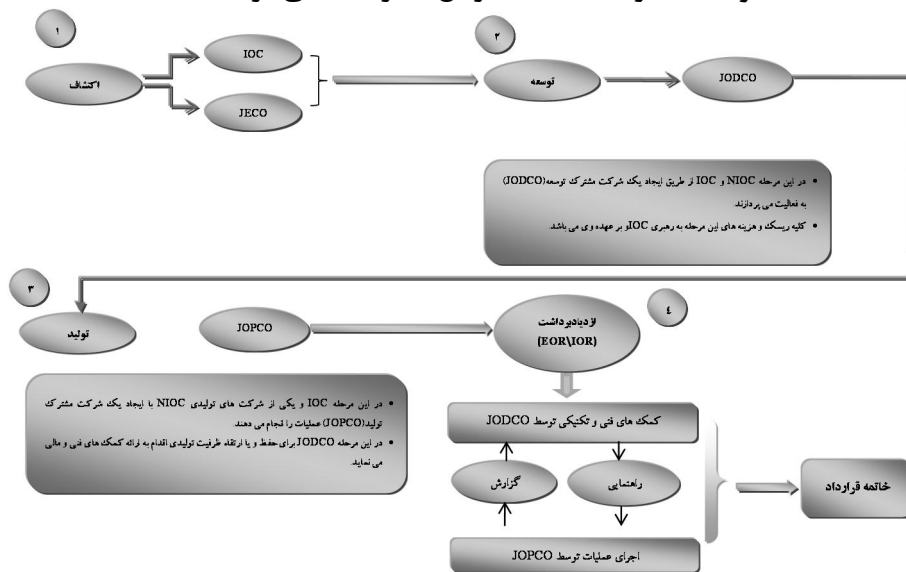 ۱
IOC
اکتشاف
JECO
۲
توسعه
JODCO
در این مرحله NIOC و IOC از طریق ایجاد یک شرکت مشترک توسعه(JODCO)
به فعالیت می پردازند.
کلیه ریسک و هزینه های این مرحله به رهبری IOCو بر عهده وی می باشد.
۳
تولید
JOPCO
ازدیادبرداشت
(EOR\IOR)
٤
در این مرحله IOC و یکی از شرکت های تولیدی NIOC با ایجاد یک شرکت مشترک
تولید(JOPCO) عملیات را انجام می دهند.
در این مرحله JODCO برای حفظ و یا ارتقاء ظرفیت تولیدی اقدام به ارائه کمک های فنی و مالی
می نماید.
کمک های فنی و تکنیکی توسط JODCO
گزارش
راهنمایی
اجرای عملیات توسط JOPCO
خاتمه قرارداد